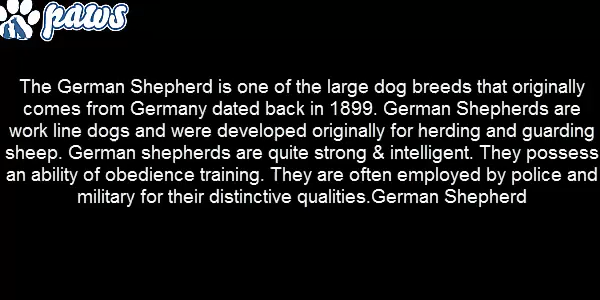 paws
The German Shepherd is one of the large dog breeds that originally
comes from Germany dated back in 1899. German Shepherds are
work line dogs and were developed originally for herding and guarding
sheep. German shepherds are quite strong & intelligent. They possess
an ability of obedience training. They are often employed by police and
military for their distinctive qualities.German Shepherd